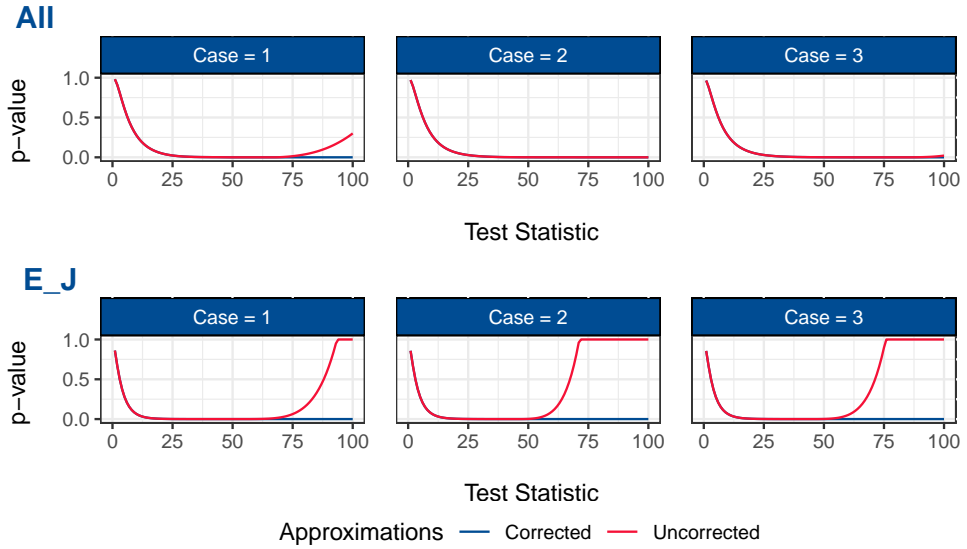 All
Case = 1 Case = 2 Case = 3
p−value
1.0
0.5
0.0
0 25 50 75 100 0 25 50 75 100 0 25 50 75 100
Test Statistic
E_J
Case = 1 Case = 2 Case = 3
p−value
1.0
0.5
0.0
0 25 50 75 100 0 25 50 75 100 0 25 50 75 100
Test Statistic
Approximations Corrected Uncorrected